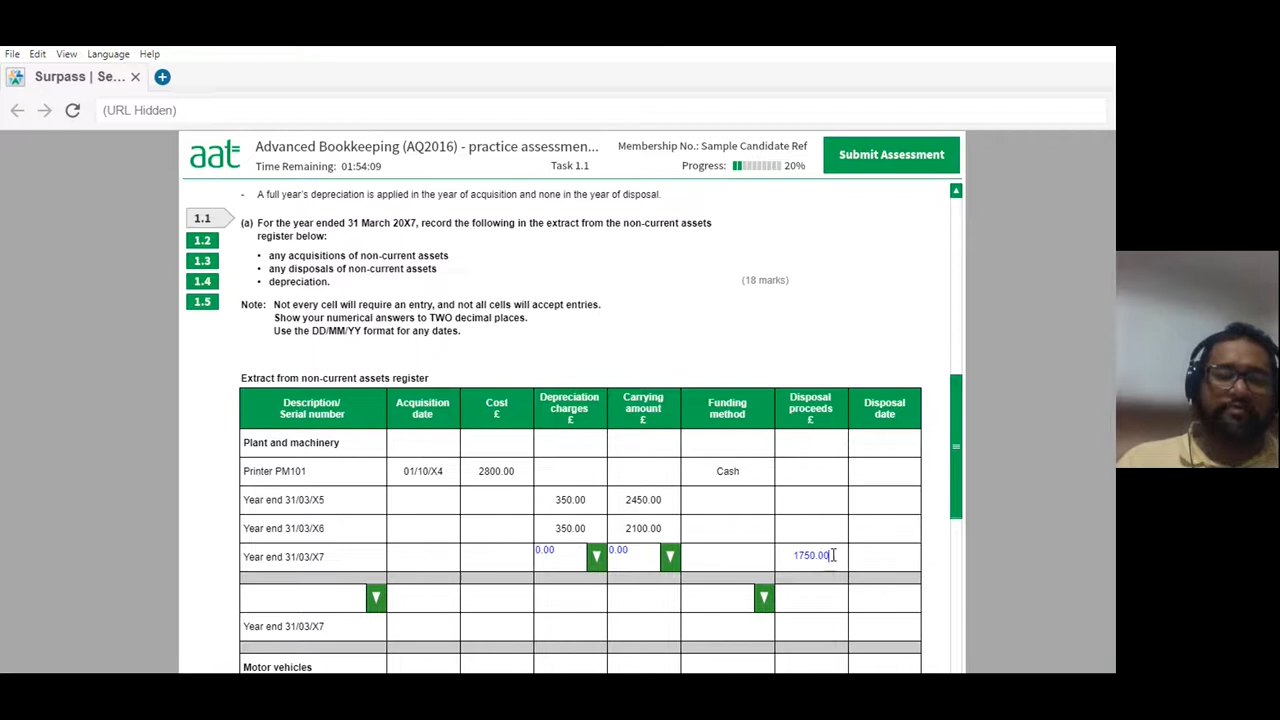 File Edit View Language Help
Surpass | Se...
(URL Hidden)
aat
Advanced Bookkeeping (AQ2016) - practice assessmen...
Membership No.: Sample Candidate Ref
Submit Assessment
Time Remaining: 01:54:09
Task 1.1
Progress: 20%
- A full year's depreciation is applied in the year of acquisition and none in the year of disposal.
1.1
1.2
1.3
1.4
1.5
(a) For the year ended 31 March 20X7, record the following in the extract from the non-current assets
register below:
• any acquisitions of non-current assets
• any disposals of non-current assets
• depreciation.
(18 marks)
Note: Not every cell will require an entry, and not all cells will accept entries.
Show your numerical answers to TWO decimal places.
Use the DD/MM/YY format for any dates.
Extract from non-current assets register
Description/ Serial number Acquisition date Cost £ Depreciation charges £ Carrying amount £ Funding method Disposal proceeds £ Disposal date
Plant and machinery
Printer PM101 01/10/X4 2800.00 Cash
Year end 31/03/X5 350.00 2450.00
Year end 31/03/X6 350.00 2100.00
Year end 31/03/X7 0.00 0.00 1750.00
Year end 31/03/X7
Motor vehicles